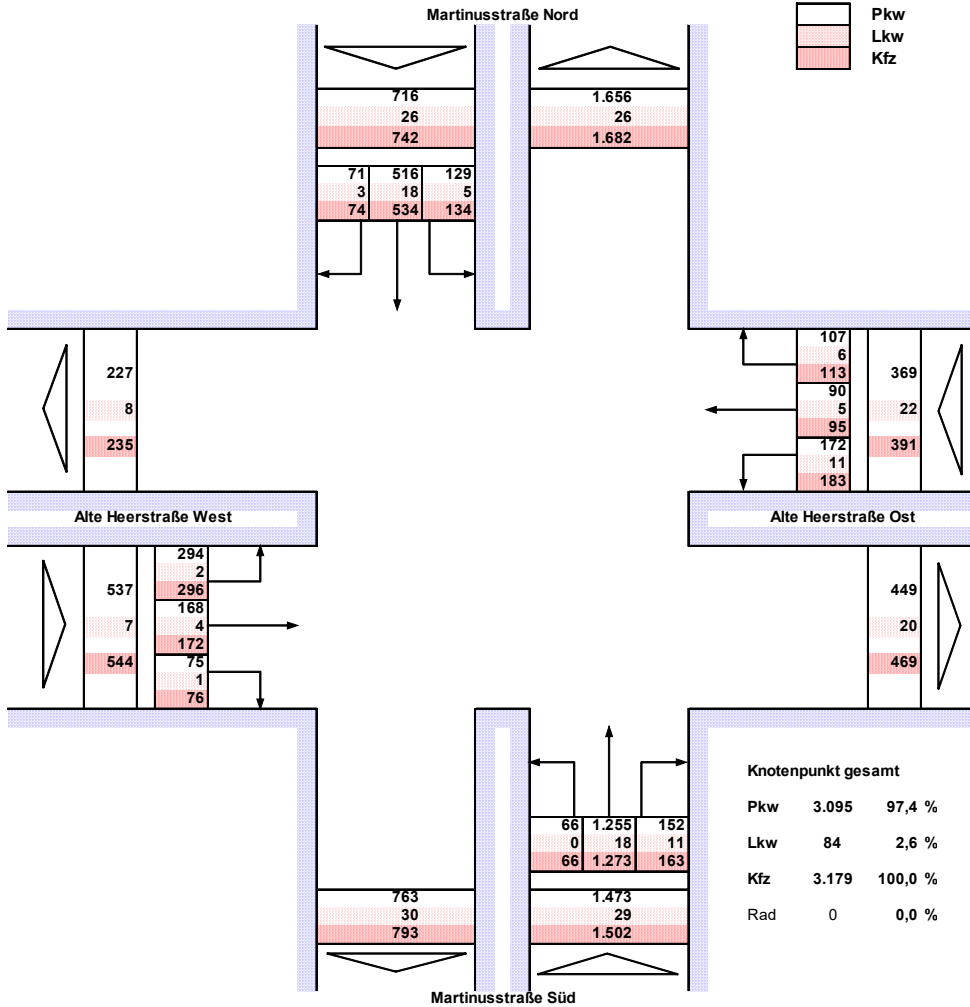 Martinusstraße Nord
Pkw
Lkw
Kfz
716 1.656
26 26
742 1.682
71 516 129
3 18 5
74 534 134
107
6
113
90
5
95
172
11
183
227 369
8 22
235 391
Alte Heerstraße West Alte Heerstraße Ost
294
2
296
168
4
172
75
1
76
537 449
7 20
544 469
Knotenpunkt gesamt
Pkw 3.095 97,4 %
Lkw 84 2,6 %
Kfz 3.179 100,0 %
Rad 0 0,0 %
66 1.255 152
0 18 11
66 1.273 163
763 1.473
30 29
793 1.502
Martinusstraße Süd